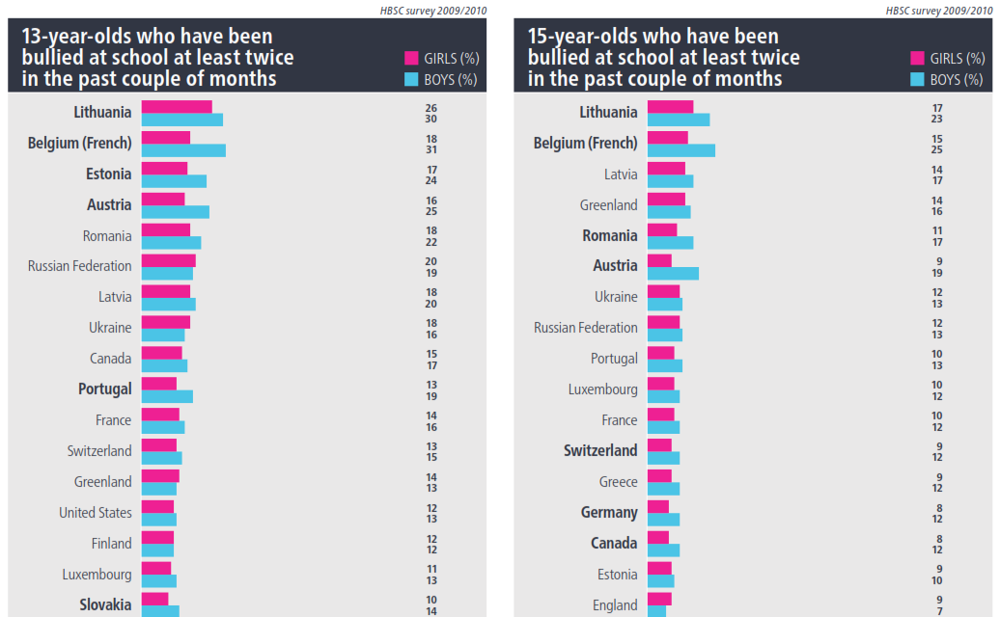 HBSC survey 2009/2010
13-year-olds who have been
bullied at school at least twice
in the past couple of months
GIRLS (%)
BOYS (%)
Lithuania 26
30
Belgium (French) 18
31
Estonia 17
24
Austria 16
25
Romania 18
22
Russian Federation 20
19
Latvia 18
20
Ukraine 18
16
Canada 15
17
Portugal 13
19
France 14
16
Switzerland 13
15
Greenland 14
13
United States 12
13
Finland 12
12
Luxembourg 11
13
Slovakia 10
14
HBSC survey 2009/2010
15-year-olds who have been
bullied at school at least twice
in the past couple of months
GIRLS (%)
BOYS (%)
Lithuania 17
23
Belgium (French) 15
25
Latvia 14
17
Greenland 14
16
Romania 11
17
Austria 9
19
Ukraine 12
13
Russian Federation 12
13
Portugal 10
13
Luxembourg 10
12
France 10
12
Switzerland 9
12
Greece 9
12
Germany 8
12
Canada 8
12
Estonia 9
10
England 9
7